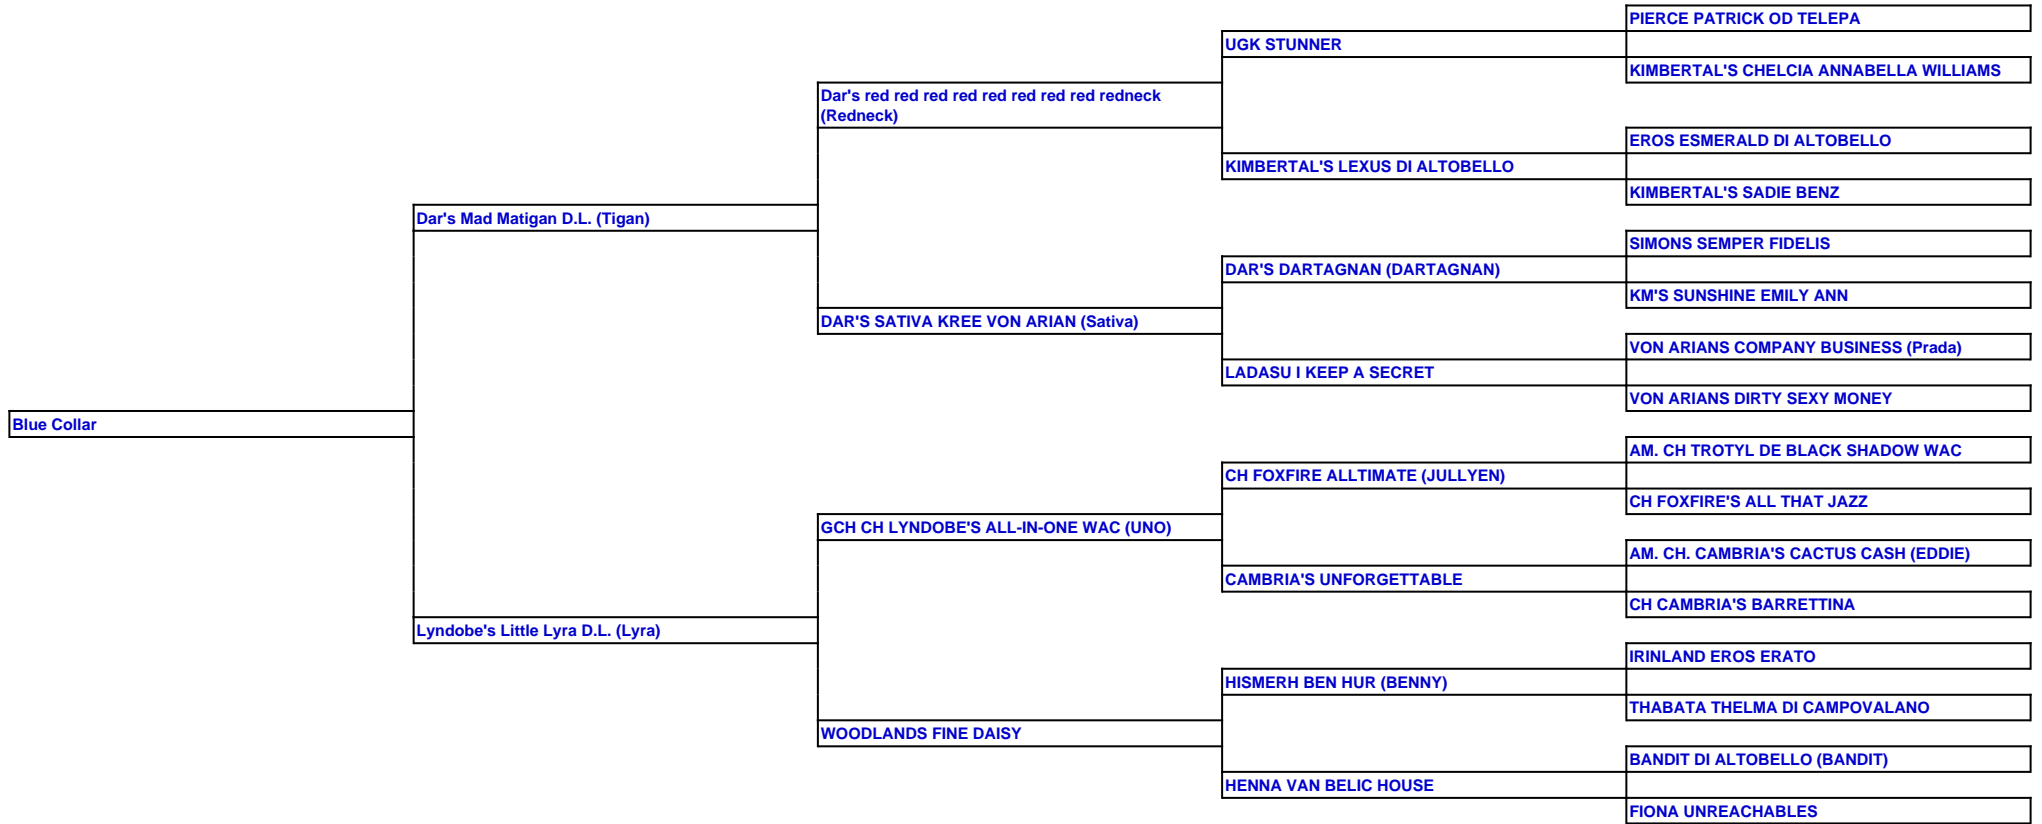 PIERCE PATRICK OD TELEPA
UGK STUNNER
KIMBERTAL'S CHELCIA ANNABELLA WILLIAMS
Dar's red red red red red red red red redneck
(Redneck)
EROS ESMERALD DI ALTOBELLO
KIMBERTAL'S LEXUS DI ALTOBELLO
KIMBERTAL'S SADIE BENZ
Dar's Mad Matigan D.L. (Tigan)
SIMONS SEMPER FIDELIS
DAR'S DARTAGNAN (DARTAGNAN)
KM'S SUNSHINE EMILY ANN
DAR'S SATIVA KREE VON ARIAN (Sativa)
VON ARIANS COMPANY BUSINESS (Prada)
LADASU I KEEP A SECRET
VON ARIANS DIRTY SEXY MONEY
Blue Collar
AM. CH TROTYL DE BLACK SHADOW WAC
CH FOXFIRE ALLTIMATE (JULLYEN)
CH FOXFIRE'S ALL THAT JAZZ
GCH CH LYNDOBE'S ALL-IN-ONE WAC (UNO)
AM. CH. CAMBRIA'S CACTUS CASH (EDDIE)
CAMBRIA'S UNFORGETTABLE
CH CAMBRIA'S BARRETTINA
Lyndobe's Little Lyra D.L. (Lyra)
IRINLAND EROS ERATO
HISMERH BEN HUR (BENNY)
THABATA THELMA DI CAMPOVALANO
WOODLANDS FINE DAISY
BANDIT DI ALTOBELLO (BANDIT)
HENNA VAN BELIC HOUSE
FIONA UNREACHABLES